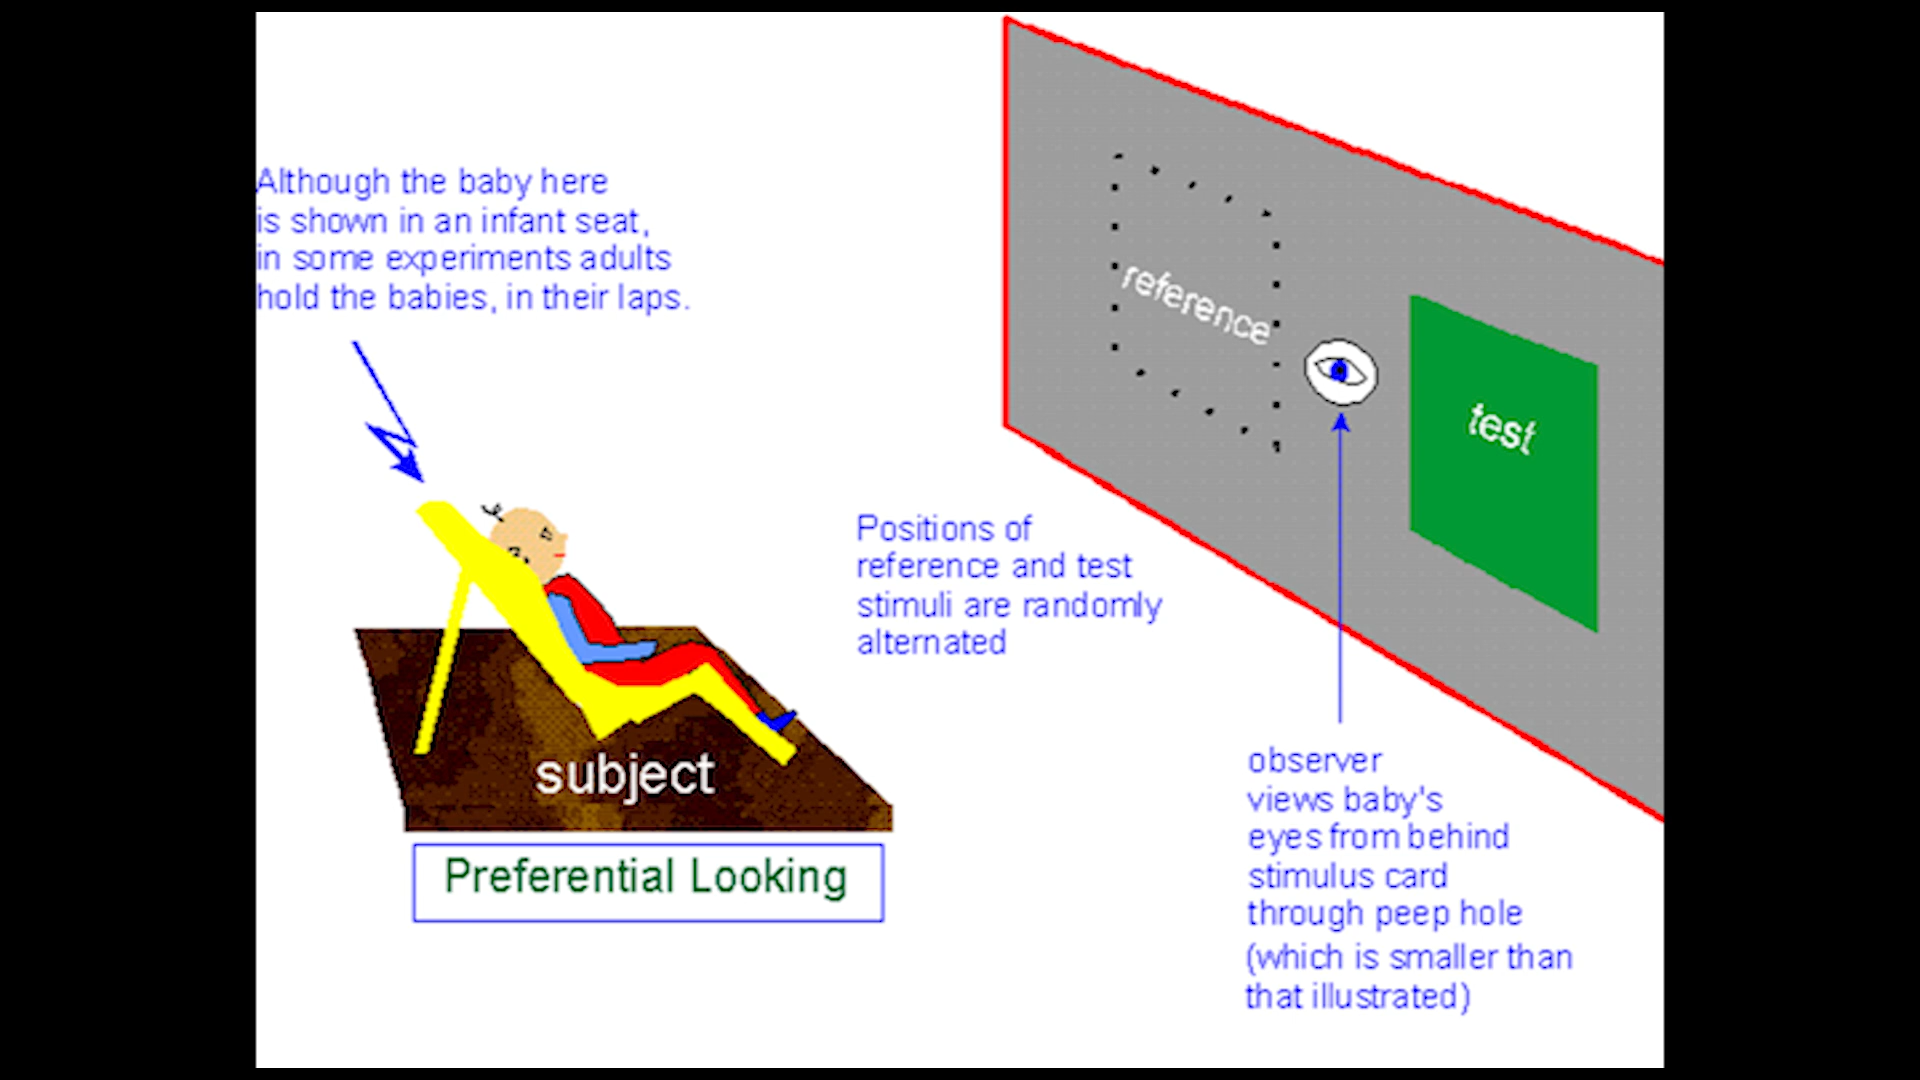 Although the baby here
is shown in an infant seat,
in some experiments adults
hold the babies, in their laps.
reference
test
Positions of
reference and test
stimuli are randomly
alternated
subject
Preferential Looking
observer
views baby's
eyes from behind
stimulus card
through peep hole
(which is smaller than
that illustrated)